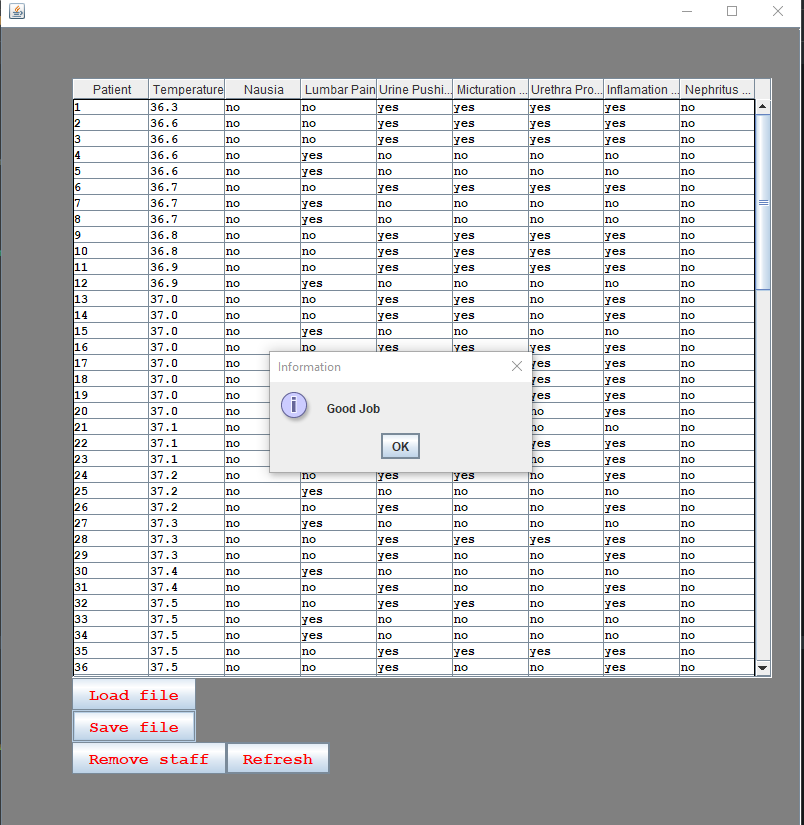 Patient Temperature Nausia Lumbar Pain Urine Pushi... Micturation ... Urethra Pro... Inflamation ... Nephritus ...
1 36.3 no no yes yes yes yes no
2 36.6 no no yes yes yes yes no
3 36.6 no no yes yes yes yes no
4 36.6 no yes no no no no no
5 36.6 no yes no no no no no
6 36.7 no no yes yes yes yes no
7 36.7 no yes no no no no no
8 36.7 no yes no no no no no
9 36.8 no no yes yes yes yes no
10 36.8 no no yes yes yes yes no
11 36.9 no no yes yes yes yes no
12 36.9 no yes no no no no no
13 37.0 no no yes yes no yes no
14 37.0 no no yes yes no yes no
15 37.0 no yes no no no no no
16 37.0 no no yes yes yes yes no
17 37.0 no yes yes no
18 37.0 no yes yes no
19 37.0 no yes yes no
20 37.0 no no yes no
21 37.1 no no no no
22 37.1 no yes yes no
23 37.1 no no yes no
24 37.2 no no yes yes no yes no
25 37.2 no yes no no no no no
26 37.2 no no yes no no yes no
27 37.3 no yes no no no no no
28 37.3 no no yes yes yes yes no
29 37.3 no no yes no no yes no
30 37.4 no yes no no no no no
31 37.4 no no yes no no yes no
32 37.5 no no yes yes no yes no
33 37.5 no yes no no no no no
34 37.5 no yes no no no no no
35 37.5 no no yes yes yes yes no
36 37.5 no no yes no no yes no
Information
Good Job
OK
Load file
Save file
Remove staff Refresh